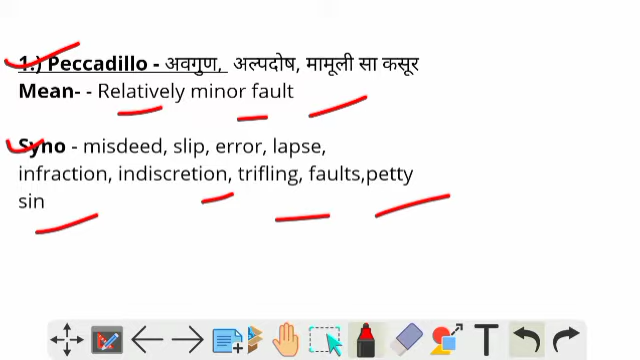 1.) Peccadillo - अवगुण, अल्पदोष, मामूली सा कसूर
Mean- - Relatively minor fault
Syno - misdeed, slip, error, lapse,
infraction, indiscretion, trifling, faults,petty
sin
T